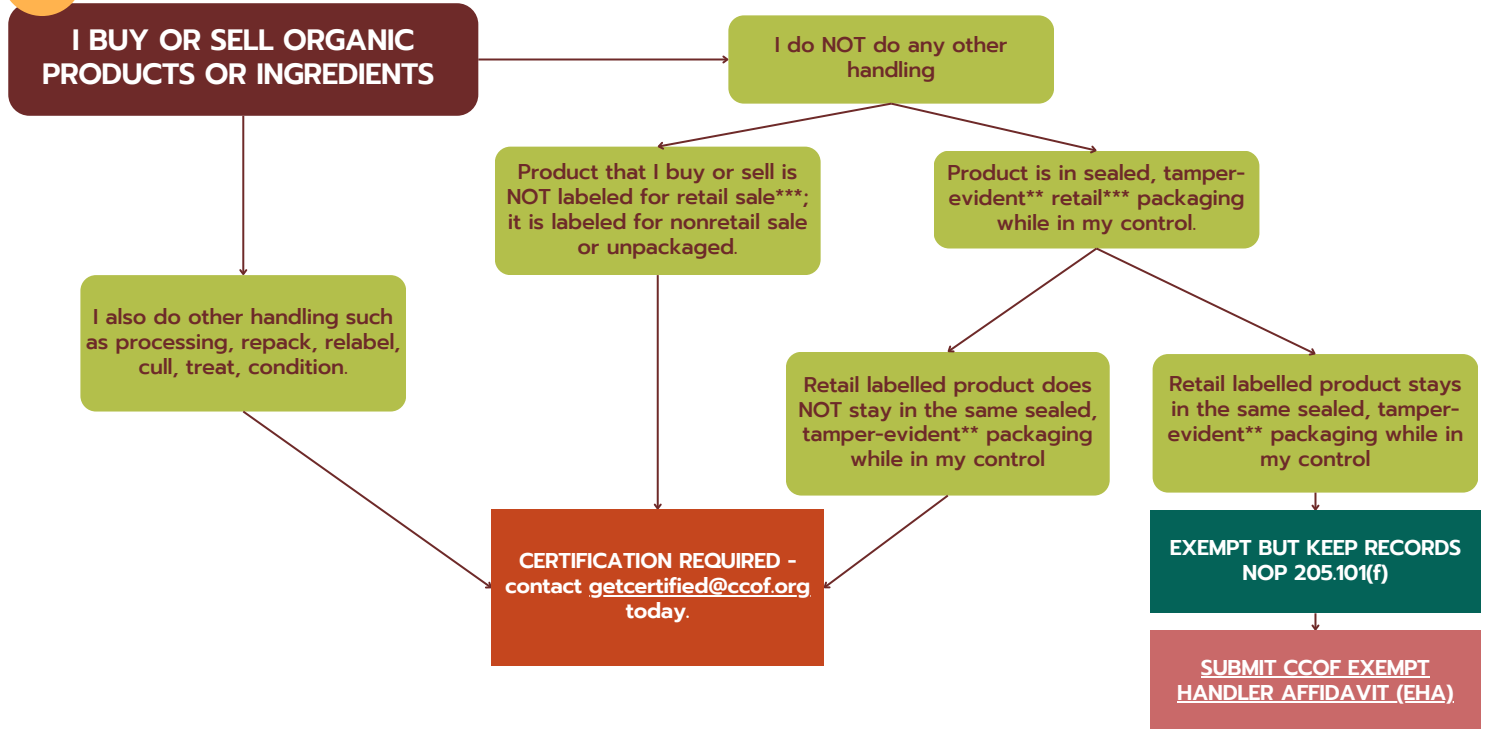 I BUY OR SELL ORGANIC
PRODUCTS OR INGREDIENTS
I do NOT do any other
handling
Product that I buy or sell is
NOT labeled for retail sale***;
it is labeled for nonretail sale
or unpackaged.
Product is in sealed, tamper-
evident** retail*** packaging
while in my control.
I also do other handling such
as processing, repack, relabel,
cull, treat, condition.
Retail labelled product does
NOT stay in the same sealed,
tamper-evident** packaging
while in my control
Retail labelled product stays
in the same sealed, tamper-
evident** packaging while in
my control
CERTIFICATION REQUIRED -
contact getcertified@ccof.org
today.
EXEMPT BUT KEEP RECORDS
NOP 205.101(f)
SUBMIT CCOF EXEMPT
HANDLER AFFIDAVIT (EHA)